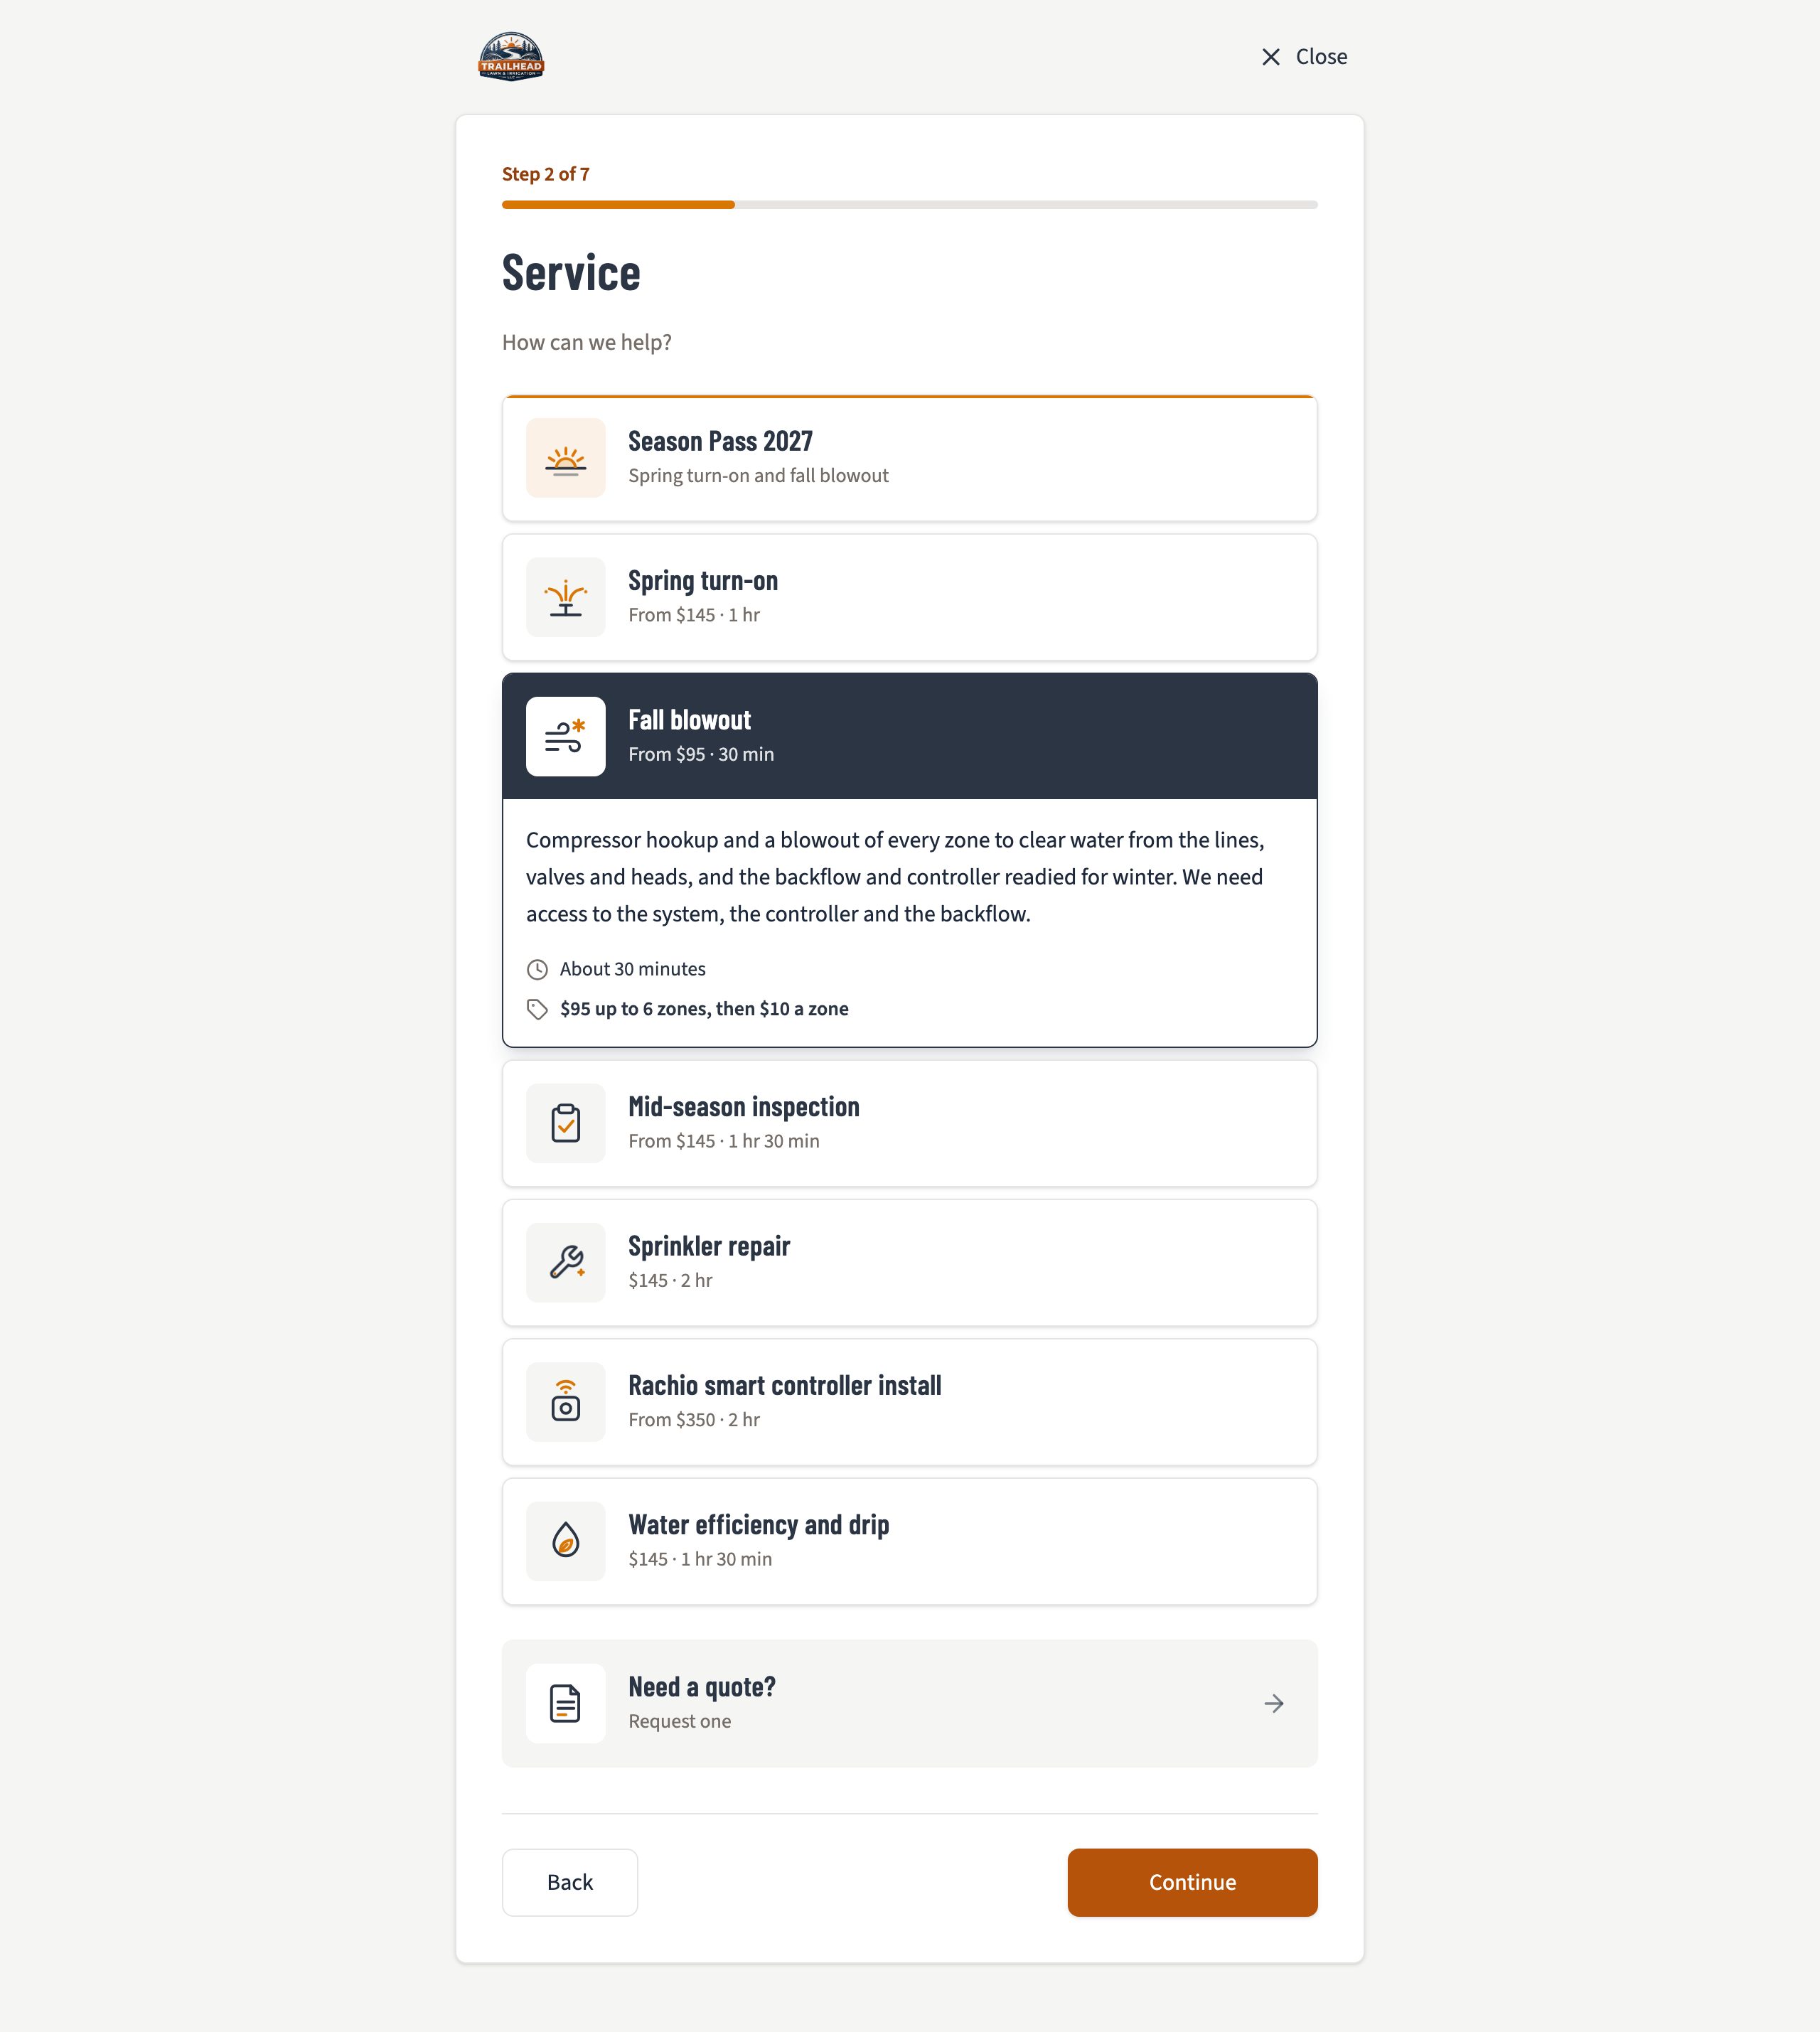 TRAILHEAD
LAWN & IRRIGATION
LLC
Close
Step 2 of 7
Service
How can we help?
Season Pass 2027
Spring turn-on and fall blowout
Spring turn-on
From $145 · 1 hr
Fall blowout
From $95 · 30 min
Compressor hookup and a blowout of every zone to clear water from the lines,
valves and heads, and the backflow and controller readied for winter. We need
access to the system, the controller and the backflow.
About 30 minutes
$95 up to 6 zones, then $10 a zone
Mid-season inspection
From $145 · 1 hr 30 min
Sprinkler repair
$145 · 2 hr
Rachio smart controller install
From $350 · 2 hr
Water efficiency and drip
$145 · 1 hr 30 min
Need a quote?
Request one
Back
Continue